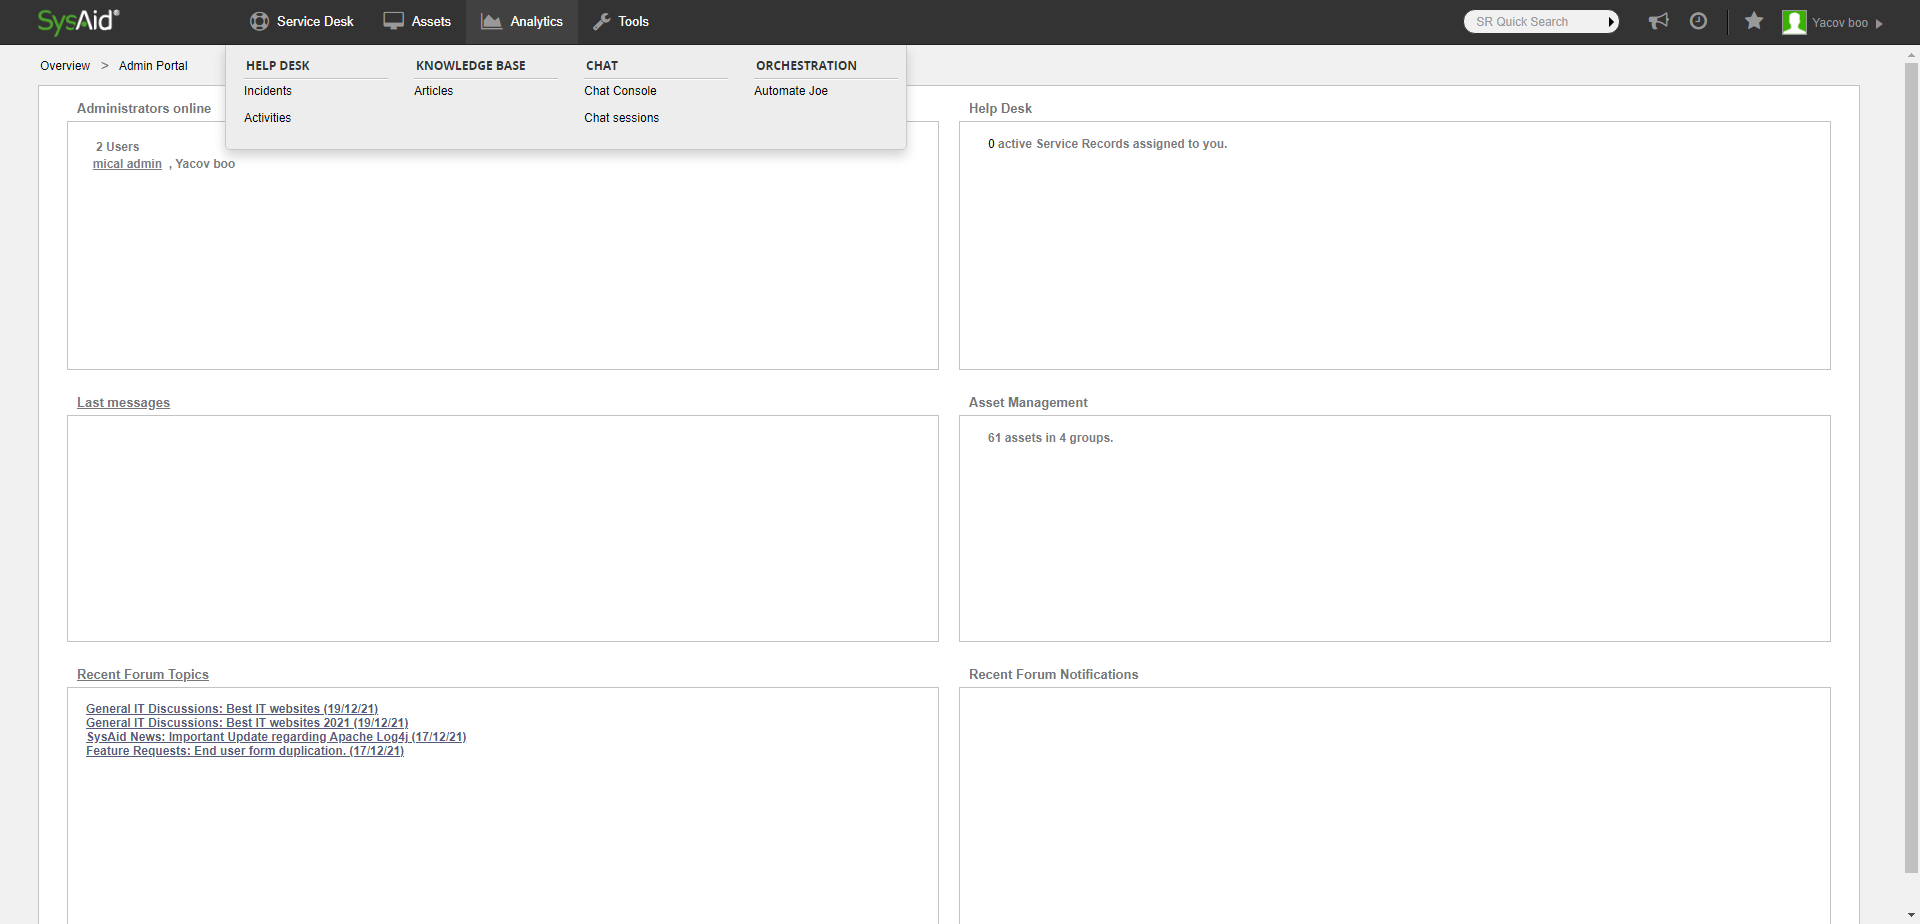 SysAid®
Service Desk
Assets
Analytics
Tools
SR Quick Search
Yacov boo
Overview > Admin Portal
HELP DESK
Incidents
Activities
KNOWLEDGE BASE
Articles
CHAT
Chat Console
Chat sessions
ORCHESTRATION
Automate Joe
Administrators online
2 Users
mical admin , Yacov boo
Help Desk
0 active Service Records assigned to you.
Last messages
Asset Management
61 assets in 4 groups.
Recent Forum Topics
General IT Discussions: Best IT websites (19/12/21)
General IT Discussions: Best IT websites 2021 (19/12/21)
SysAid News: Important Update regarding Apache Log4j (17/12/21)
Feature Requests: End user form duplication. (17/12/21)
Recent Forum Notifications